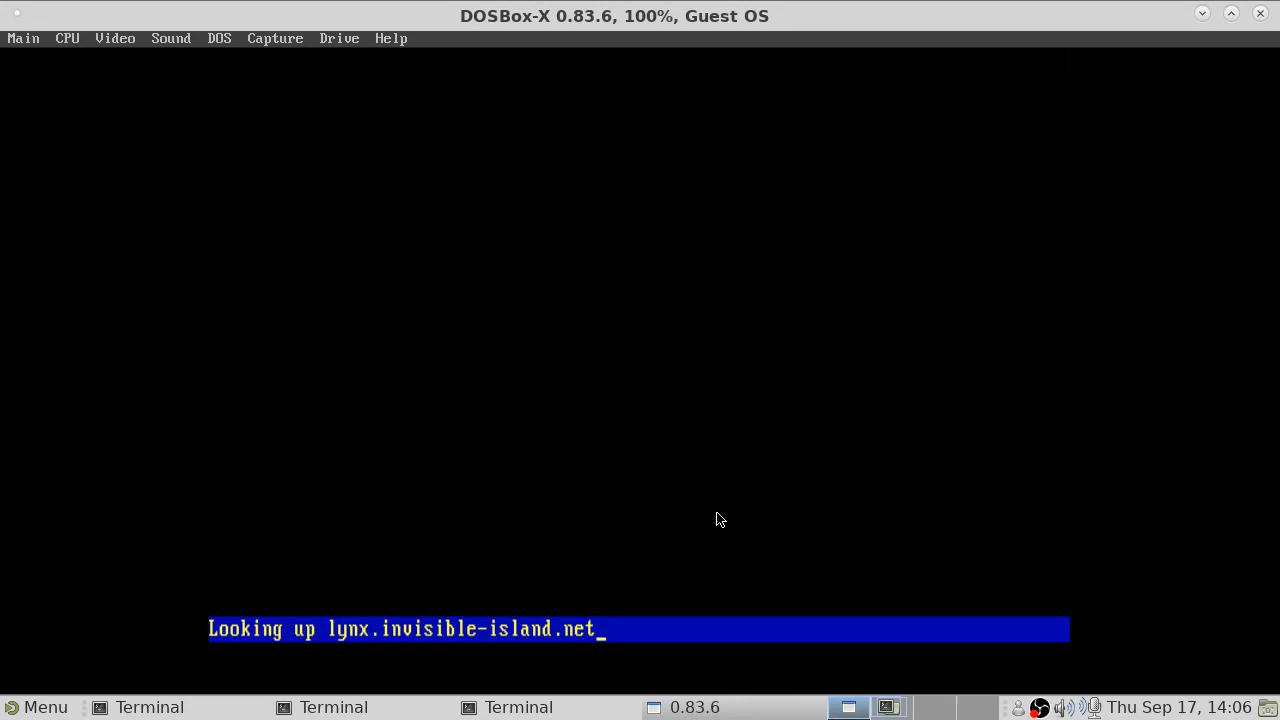 DOSBox-X 0.83.6, 100%, Guest OS
Main CPU Video Sound DOS Capture Drive Help
Looking up lynx.invisible-island.net_
Menu Terminal Terminal Terminal 0.83.6 Thu Sep 17, 14:06